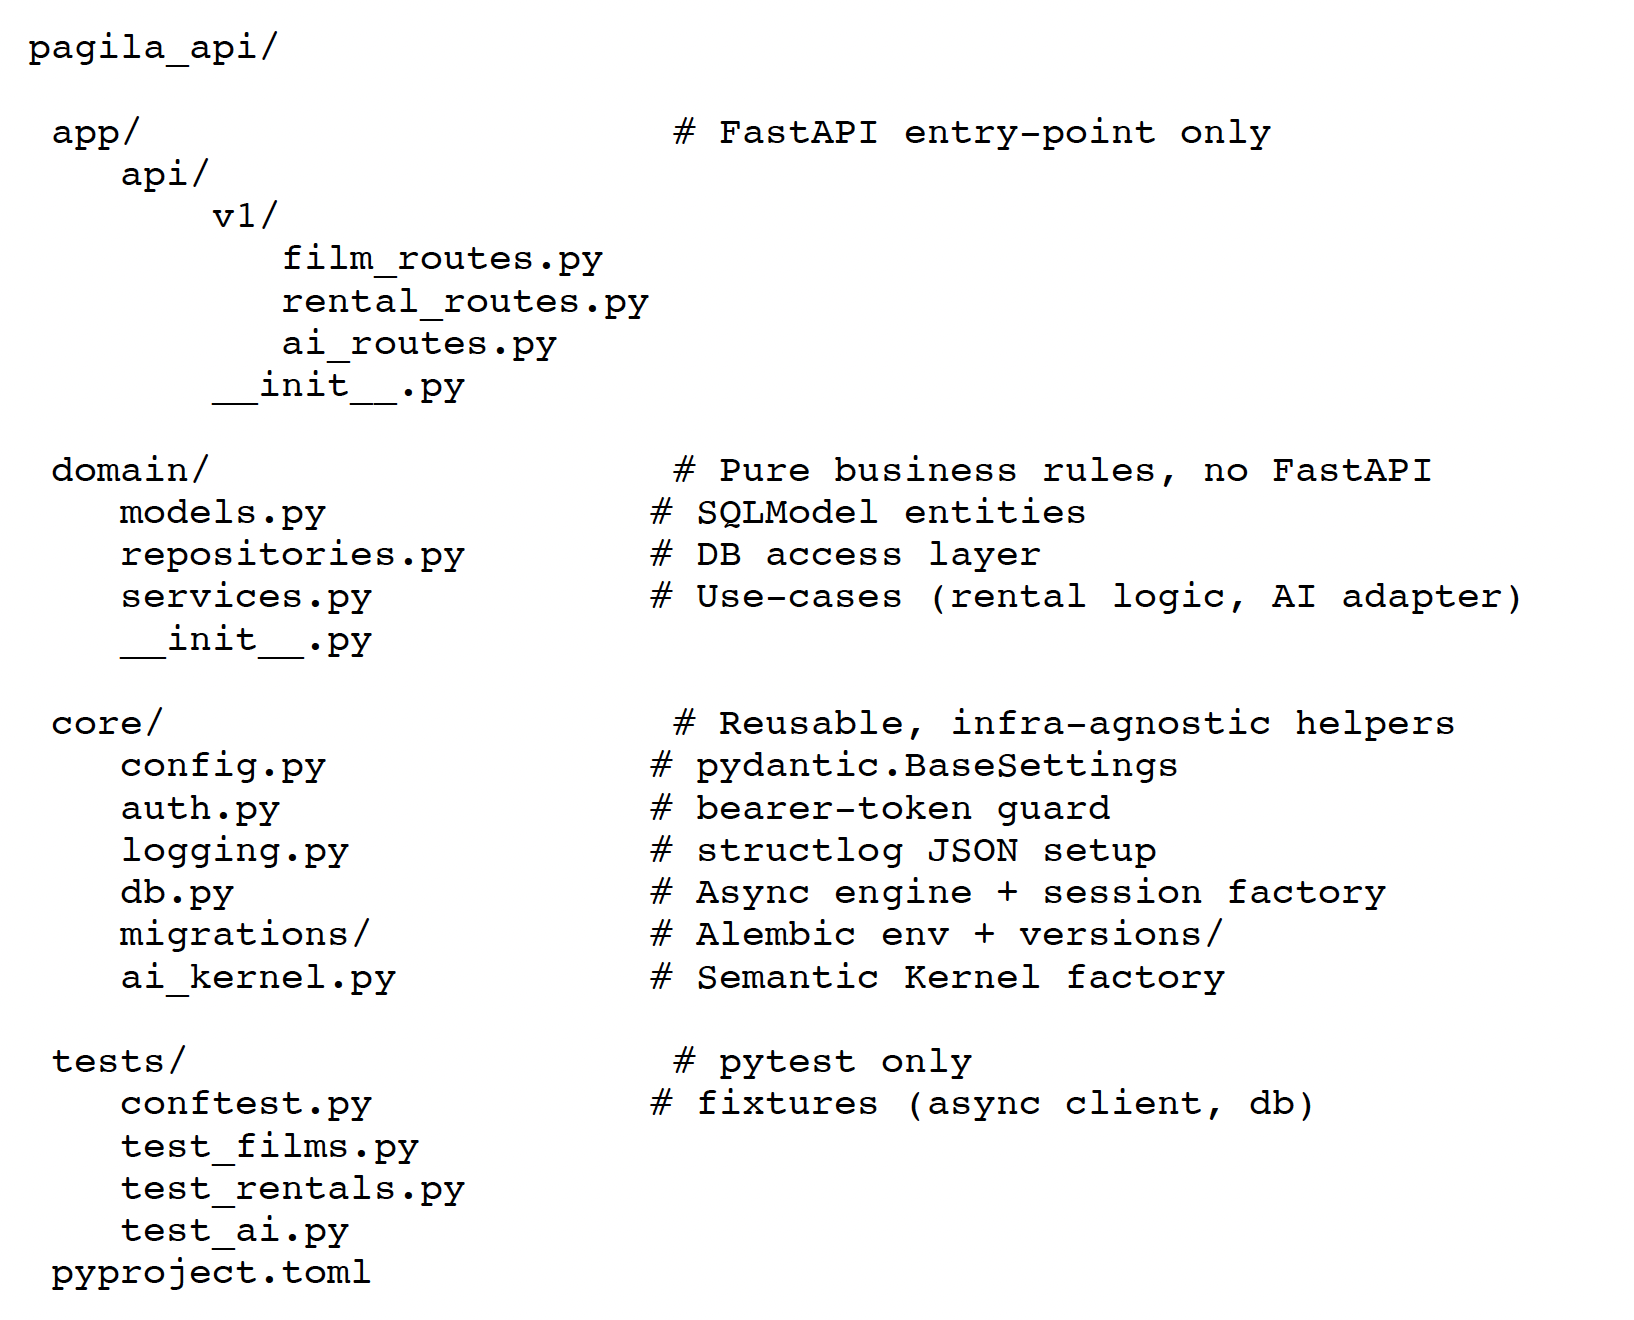 pagila_api/

 app/                       # FastAPI entry-point only
    api/
        v1/
           film_routes.py
           rental_routes.py
           ai_routes.py
        __init__.py

 domain/                    # Pure business rules, no FastAPI
    models.py              # SQLModel entities
    repositories.py        # DB access layer
    services.py            # Use-cases (rental logic, AI adapter)
    __init__.py

 core/                      # Reusable, infra-agnostic helpers
    config.py              # pydantic.BaseSettings
    auth.py                # bearer-token guard
    logging.py             # structlog JSON setup
    db.py                  # Async engine + session factory
    migrations/            # Alembic env + versions/
    ai_kernel.py           # Semantic Kernel factory

 tests/                     # pytest only
    conftest.py            # fixtures (async client, db)
    test_films.py
    test_rentals.py
    test_ai.py
 pyproject.toml